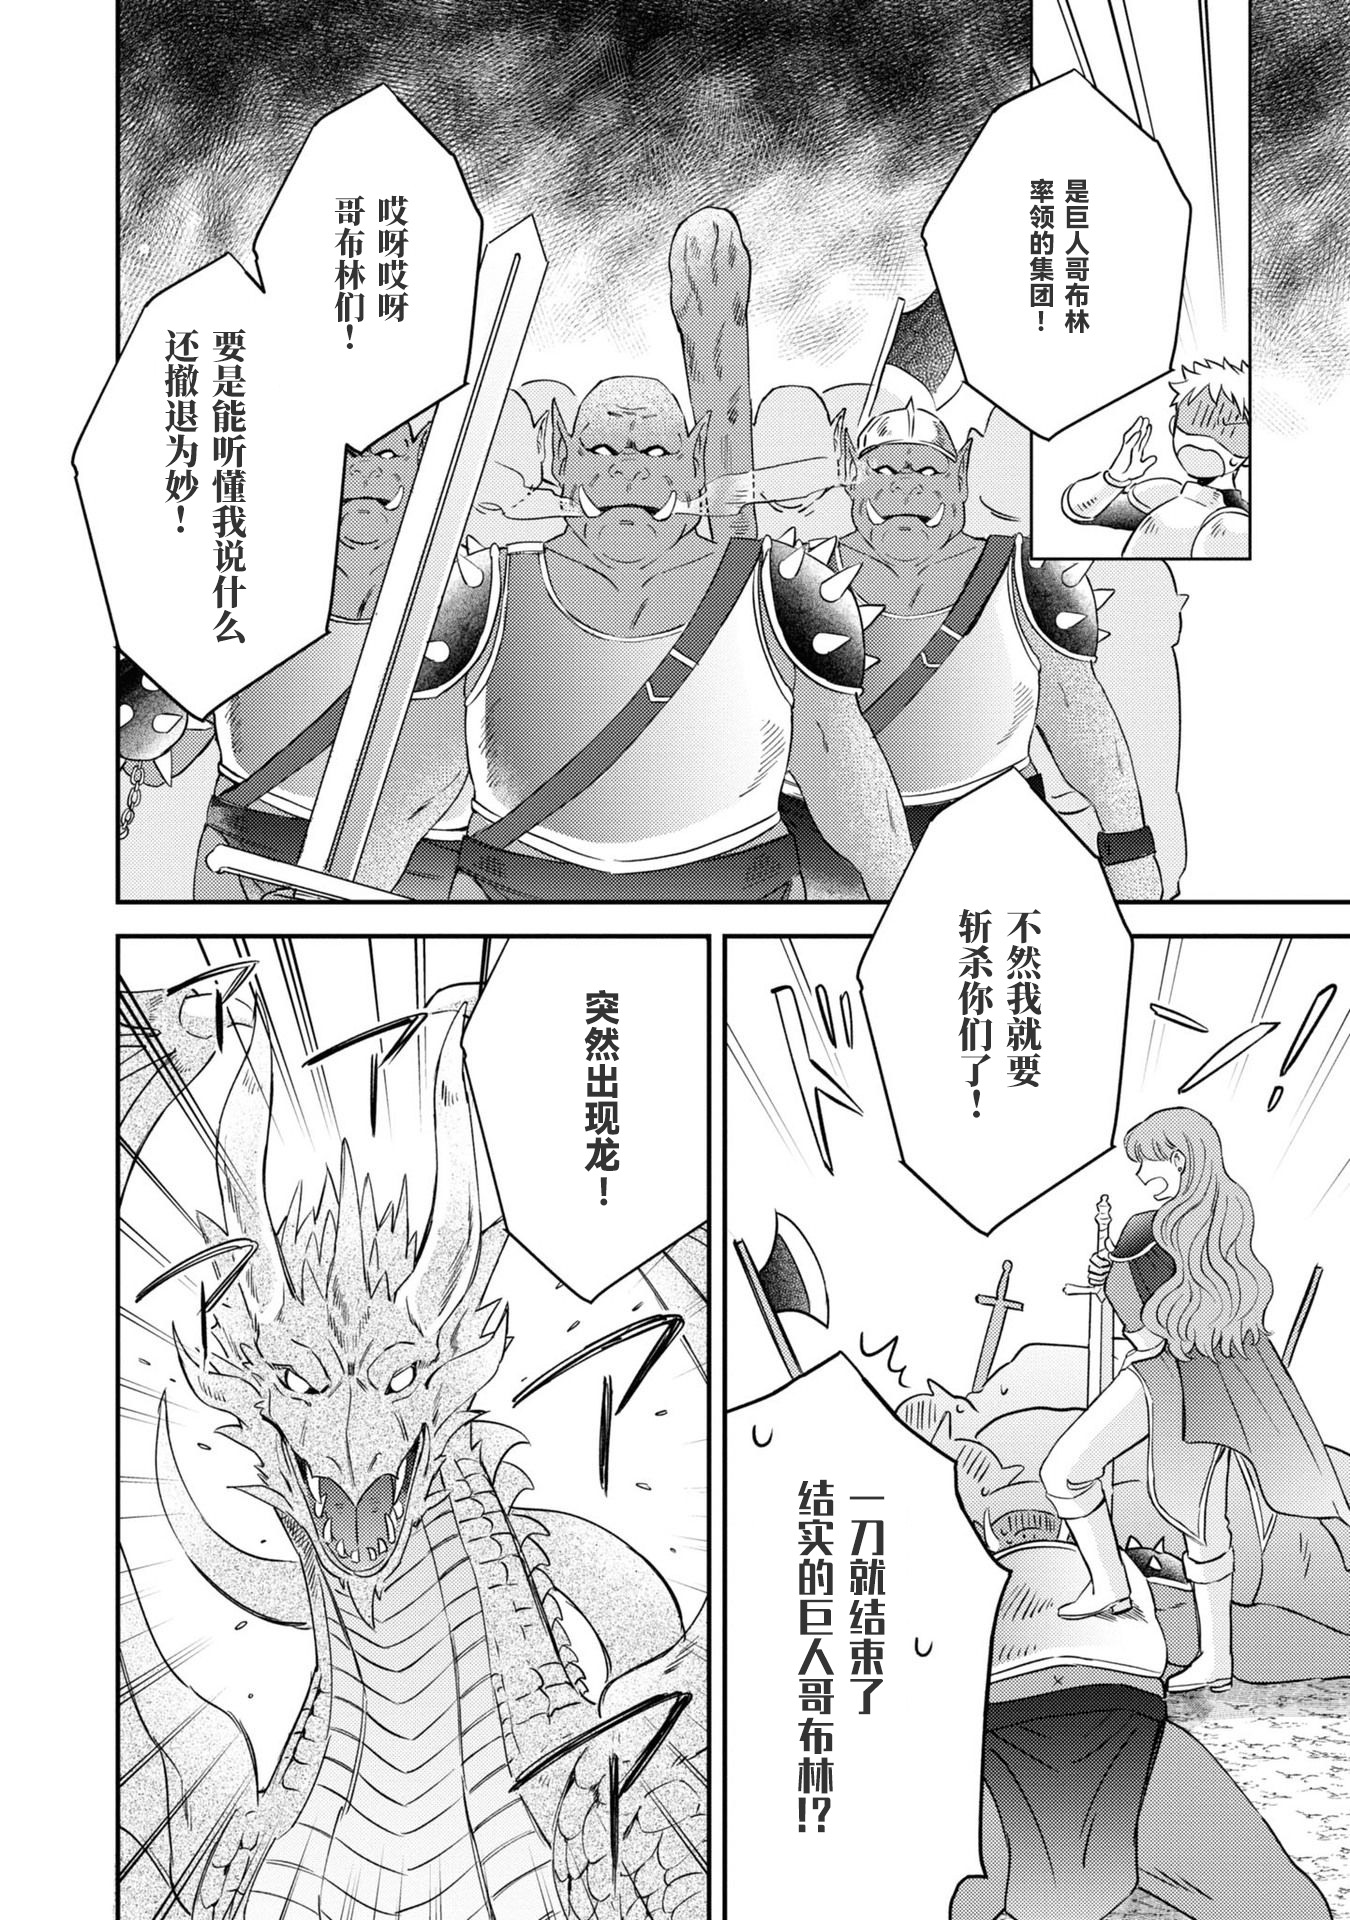 是巨人哥布林
率领的集团！
哎呀哎呀
哥布林们！
要是能听懂我说什么
还撤退为妙！
不然我就要
斩杀你们了！
一刀就结束了
结实的巨人哥布林!?
突然出现龙！